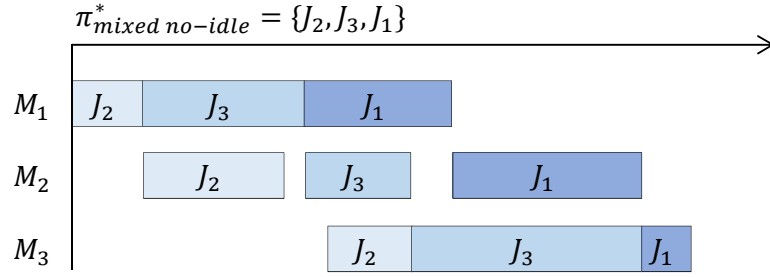 π*mixed no−idle = {J2, J3, J1}
M1 J2 J3 J1
M2 J2 J3 J1
M3 J2 J3 J1